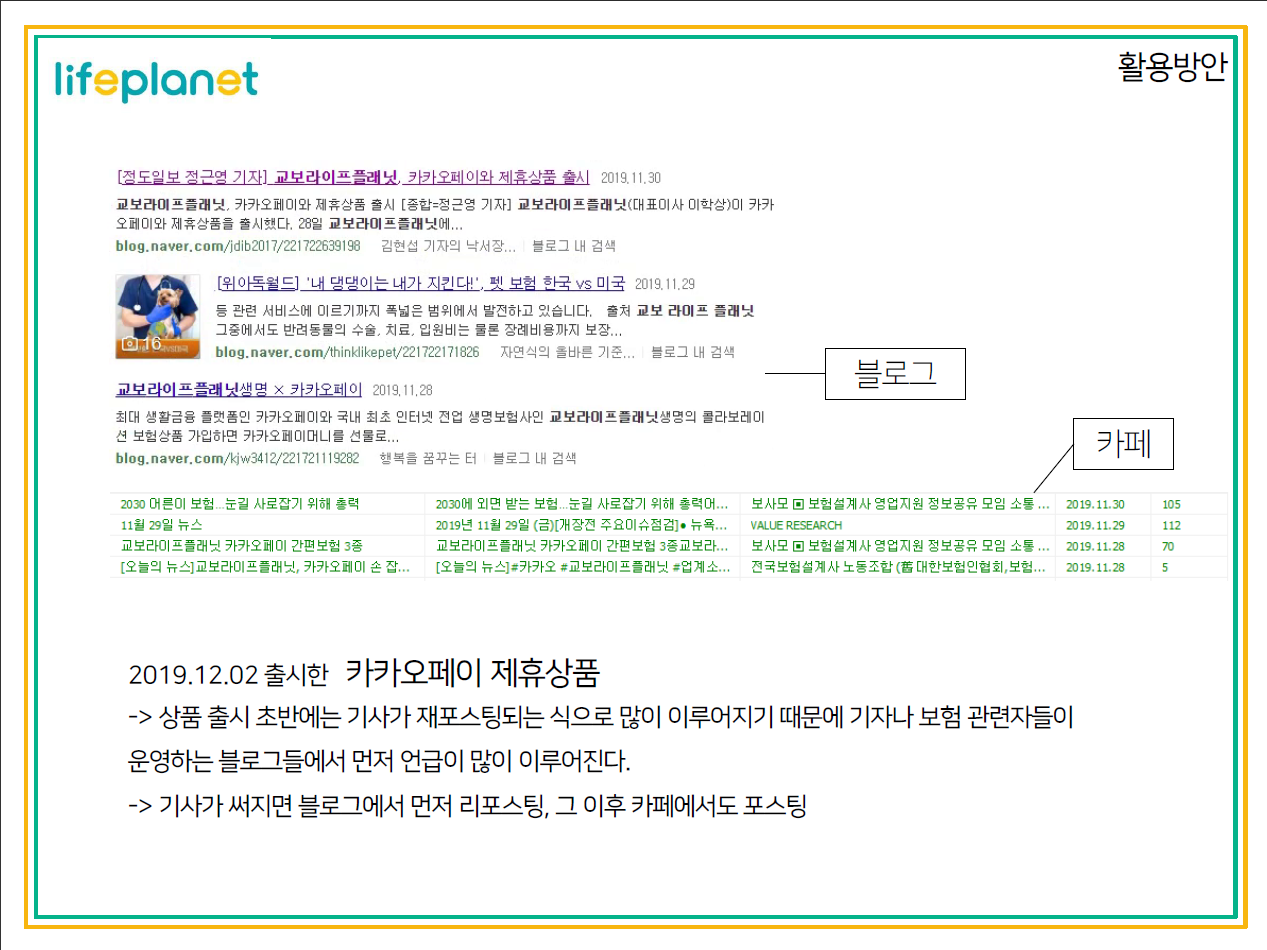 lifeplanet
활용방안
[정도일보 정근영 기자] 교보라이프플래닛, 카카오페이와 제휴상품 출시 2019.11.30
교보라이프플래닛, 카카오페이와 제휴상품 출시 [종합=정근영 기자] 교보라이프플래닛(대표이사 이학상)이 카카
오페이와 제휴상품을 출시했다. 28일 교보라이프플래닛에...
blog.naver.com/jdib2017/221722639198 김현섭 기자의 낙서장... 블로그 내 검색
[위아독월드] '내 댕댕이는 내가 지킨다!', 펫 보험 한국 vs 미국 2019.11.29
등 관련 서비스에 이르기까지 폭넓은 범위에서 발전하고 있습니다. 출처 교보 라이프 플래닛
그중에서도 반려동물의 수술, 치료, 입원비는 물론 장례비용까지 보장...
16
blog.naver.com/thinklikepet/221722171826 자연식의 올바른 기준... 블로그 내 검색
블로그
교보라이프플래닛생명 × 카카오페이 2019.11.28
최대 생활금융 플랫폼인 카카오페이와 국내 최초 인터넷 전업 생명보험사인 교보라이프플래닛생명의 콜라보레이
션 보험상품 가입하면 카카오페이머니를 선물로...
blog.naver.com/kjw3412/221721119282 행복을 꿈꾸는 터 블로그 내 검색
카페
2030 어른이 보험...눈길 사로잡기 위해 총력 2030에 외면 받는 보험...눈길 사로잡기 위해 총력어... 보사모 ▣ 보험설계사 영업지원 정보공유 모임 소통 ... 2019.11.30 105
11월 29일 뉴스 2019년 11월 29일 (금)[개장전 주요이슈점검]● 뉴욕... VALUE RESEARCH 2019.11.29 112
교보라이프플래닛 카카오페이 간편보험 3종 교보라이프플래닛 카카오페이 간편보험 3종교보라... 보사모 ▣ 보험설계사 영업지원 정보공유 모임 소통 ... 2019.11.28 70
[오늘의 뉴스]교보라이프플래닛, 카카오페이 손 잡... [오늘의 뉴스]#카카오 #교보라이프플래닛 #업계소... 전국보험설계사 노동조합 (舊 대한보험인협회,보험... 2019.11.28 5
2019.12.02 출시한 카카오페이 제휴상품
-> 상품 출시 초반에는 기사가 재포스팅되는 식으로 많이 이루어지기 때문에 기자나 보험 관련자들이
운영하는 블로그들에서 먼저 언급이 많이 이루어진다.
-> 기사가 써지면 블로그에서 먼저 리포스팅, 그 이후 카페에서도 포스팅